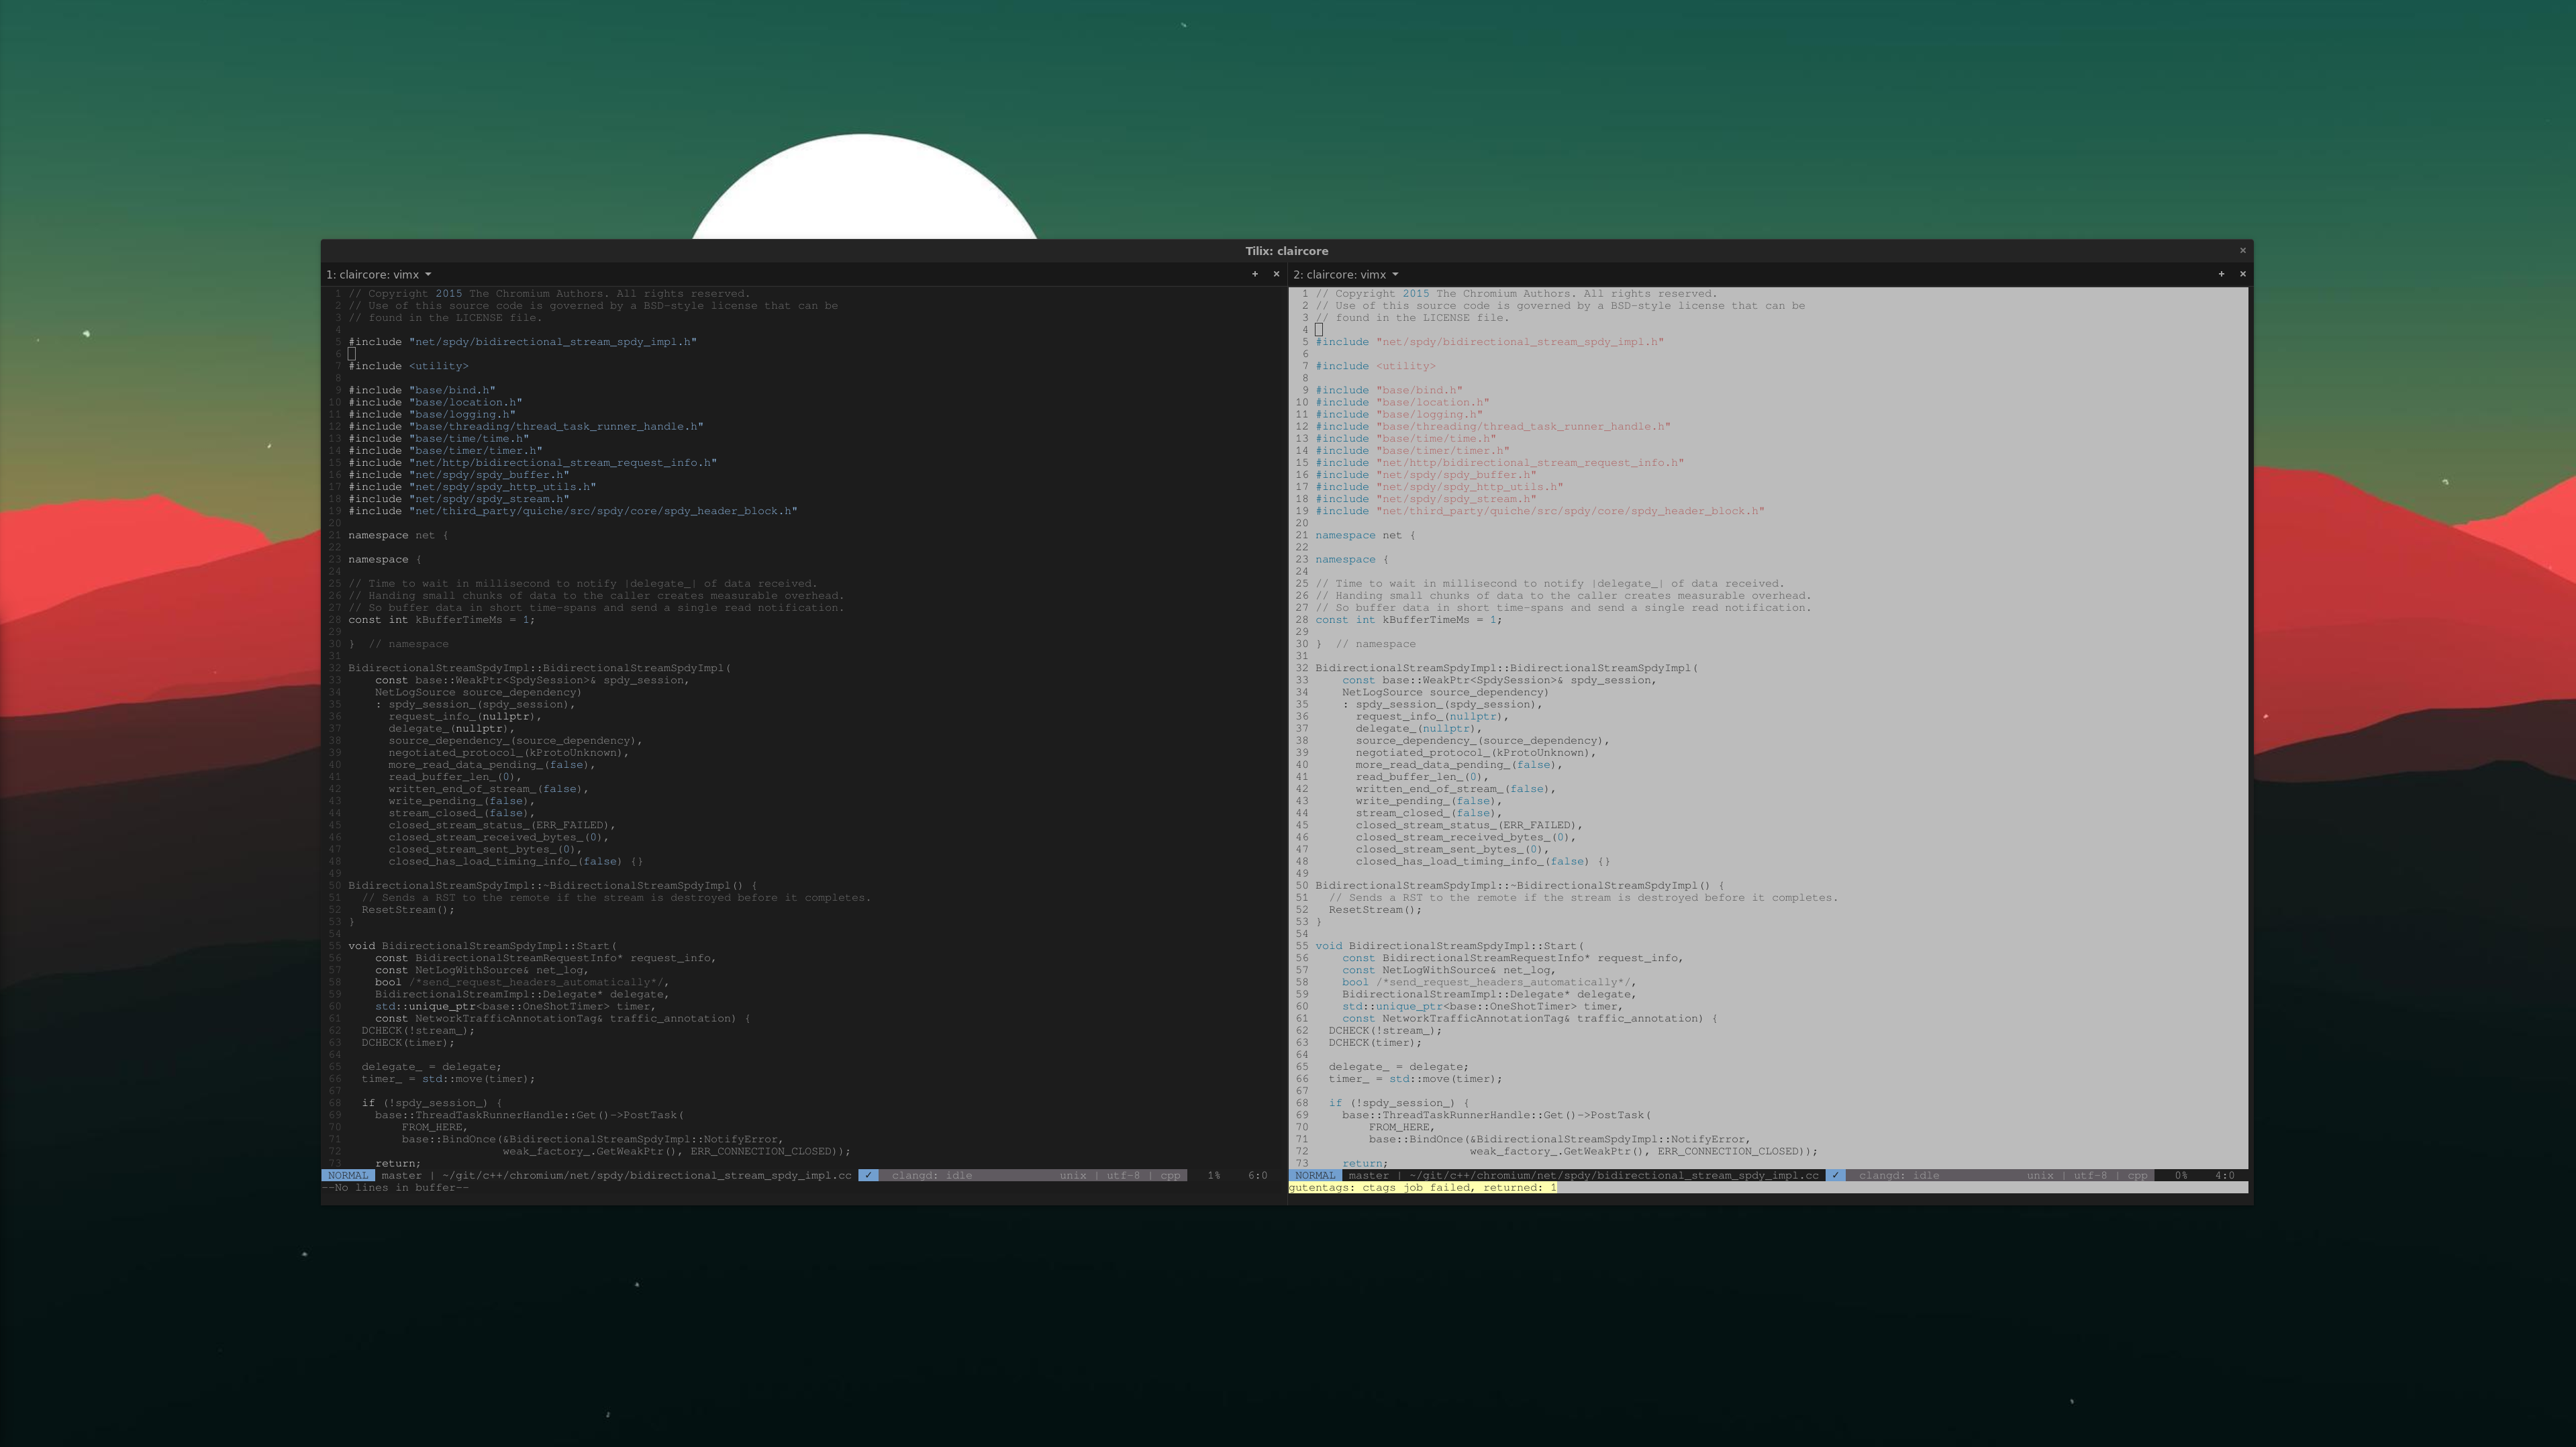 Tilix: claircore
1: claircore: vimx
1 // Copyright 2015 The Chromium Authors. All rights reserved.
2 // Use of this source code is governed by a BSD-style license that can be
3 // found in the LICENSE file.
4
5 #include "net/spdy/bidirectional_stream_spdy_impl.h"
6
7 #include <utility>
8
9 #include "base/bind.h"
10 #include "base/location.h"
11 #include "base/logging.h"
12 #include "base/threading/thread_task_runner_handle.h"
13 #include "base/time/time.h"
14 #include "base/timer/timer.h"
15 #include "net/http/bidirectional_stream_request_info.h"
16 #include "net/spdy/spdy_buffer.h"
17 #include "net/spdy/spdy_http_utils.h"
18 #include "net/spdy/spdy_stream.h"
19 #include "net/third_party/quiche/src/spdy/core/spdy_header_block.h"
20
21 namespace net {
22
23 namespace {
24
25 // Time to wait in millisecond to notify |delegate_| of data received.
26 // Handing small chunks of data to the caller creates measurable overhead.
27 // So buffer data in short time-spans and send a single read notification.
28 const int kBufferTimeMs = 1;
29
30 }  // namespace
31
32 BidirectionalStreamSpdyImpl::BidirectionalStreamSpdyImpl(
33     const base::WeakPtr<SpdySession>& spdy_session,
34     NetLogSource source_dependency)
35     : spdy_session_(spdy_session),
36       request_info_(nullptr),
37       delegate_(nullptr),
38       source_dependency_(source_dependency),
39       negotiated_protocol_(kProtoUnknown),
40       more_read_data_pending_(false),
41       read_buffer_len_(0),
42       written_end_of_stream_(false),
43       write_pending_(false),
44       stream_closed_(false),
45       closed_stream_status_(ERR_FAILED),
46       closed_stream_received_bytes_(0),
47       closed_stream_sent_bytes_(0),
48       closed_has_load_timing_info_(false) {}
49
50 BidirectionalStreamSpdyImpl::~BidirectionalStreamSpdyImpl() {
51   // Sends a RST to the remote if the stream is destroyed before it completes.
52   ResetStream();
53 }
54
55 void BidirectionalStreamSpdyImpl::Start(
56     const BidirectionalStreamRequestInfo* request_info,
57     const NetLogWithSource& net_log,
58     bool /*send_request_headers_automatically*/,
59     BidirectionalStreamImpl::Delegate* delegate,
60     std::unique_ptr<base::OneShotTimer> timer,
61     const NetworkTrafficAnnotationTag& traffic_annotation) {
62   DCHECK(!stream_);
63   DCHECK(timer);
64
65   delegate_ = delegate;
66   timer_ = std::move(timer);
67
68   if (!spdy_session_) {
69     base::ThreadTaskRunnerHandle::Get()->PostTask(
70         FROM_HERE,
71         base::BindOnce(&BidirectionalStreamSpdyImpl::NotifyError,
72                        weak_factory_.GetWeakPtr(), ERR_CONNECTION_CLOSED));
73     return;
NORMAL master | ~/git/c++/chromium/net/spdy/bidirectional_stream_spdy_impl.cc ✓ clangd: idle unix | utf-8 | cpp 1% 6:0
--No lines in buffer--
2: claircore: vimx
1 // Copyright 2015 The Chromium Authors. All rights reserved.
2 // Use of this source code is governed by a BSD-style license that can be
3 // found in the LICENSE file.
4
5 #include "net/spdy/bidirectional_stream_spdy_impl.h"
6
7 #include <utility>
8
9 #include "base/bind.h"
10 #include "base/location.h"
11 #include "base/logging.h"
12 #include "base/threading/thread_task_runner_handle.h"
13 #include "base/time/time.h"
14 #include "base/timer/timer.h"
15 #include "net/http/bidirectional_stream_request_info.h"
16 #include "net/spdy/spdy_buffer.h"
17 #include "net/spdy/spdy_http_utils.h"
18 #include "net/spdy/spdy_stream.h"
19 #include "net/third_party/quiche/src/spdy/core/spdy_header_block.h"
20
21 namespace net {
22
23 namespace {
24
25 // Time to wait in millisecond to notify |delegate_| of data received.
26 // Handing small chunks of data to the caller creates measurable overhead.
27 // So buffer data in short time-spans and send a single read notification.
28 const int kBufferTimeMs = 1;
29
30 }  // namespace
31
32 BidirectionalStreamSpdyImpl::BidirectionalStreamSpdyImpl(
33     const base::WeakPtr<SpdySession>& spdy_session,
34     NetLogSource source_dependency)
35     : spdy_session_(spdy_session),
36       request_info_(nullptr),
37       delegate_(nullptr),
38       source_dependency_(source_dependency),
39       negotiated_protocol_(kProtoUnknown),
40       more_read_data_pending_(false),
41       read_buffer_len_(0),
42       written_end_of_stream_(false),
43       write_pending_(false),
44       stream_closed_(false),
45       closed_stream_status_(ERR_FAILED),
46       closed_stream_received_bytes_(0),
47       closed_stream_sent_bytes_(0),
48       closed_has_load_timing_info_(false) {}
49
50 BidirectionalStreamSpdyImpl::~BidirectionalStreamSpdyImpl() {
51   // Sends a RST to the remote if the stream is destroyed before it completes.
52   ResetStream();
53 }
54
55 void BidirectionalStreamSpdyImpl::Start(
56     const BidirectionalStreamRequestInfo* request_info,
57     const NetLogWithSource& net_log,
58     bool /*send_request_headers_automatically*/,
59     BidirectionalStreamImpl::Delegate* delegate,
60     std::unique_ptr<base::OneShotTimer> timer,
61     const NetworkTrafficAnnotationTag& traffic_annotation) {
62   DCHECK(!stream_);
63   DCHECK(timer);
64
65   delegate_ = delegate;
66   timer_ = std::move(timer);
67
68   if (!spdy_session_) {
69     base::ThreadTaskRunnerHandle::Get()->PostTask(
70         FROM_HERE,
71         base::BindOnce(&BidirectionalStreamSpdyImpl::NotifyError,
72                        weak_factory_.GetWeakPtr(), ERR_CONNECTION_CLOSED));
73     return;
NORMAL master | ~/git/c++/chromium/net/spdy/bidirectional_stream_spdy_impl.cc ✓ clangd: idle unix | utf-8 | cpp 0% 4:0
gutentags: ctags job failed, returned: 1